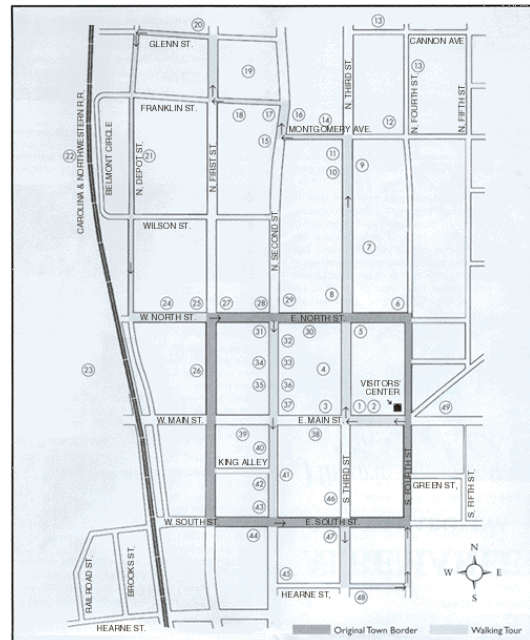 20
13
GLENN ST.
CANNON AVE
19
13
N. THIRD ST.
N. FOURTH ST.
N. FIFTH ST.
FRANKLIN ST.
18
17
16
14
12
MONTGOMERY AVE.
CAROLINA & NORTHWESTERN R.R.
22
BELMONT CIRCLE
N. DEPOT ST.
21
N. FIRST ST.
15
11
10
9
WILSON ST.
N. SECOND ST.
7
24
25
27
28
29
8
6
W. NORTH ST.
E. NORTH ST.
31
32
30
5
23
26
34
33
4
VISITORS'
CENTER
35
36
37
3
1
2
49
W. MAIN ST.
E. MAIN ST.
39
40
38
KING ALLEY
41
42
43
46
S. THIRD ST.
S. FOURTH ST.
GREEN ST,
S. FIFTH ST.
W. SOUTH ST.
E. SOUTH ST.
44
47
RAILROAD ST.
BROOKS ST.
45
48
HEARNE ST,
HEARNE ST.
N
W
E
S
Original Town Border
Walking Tour